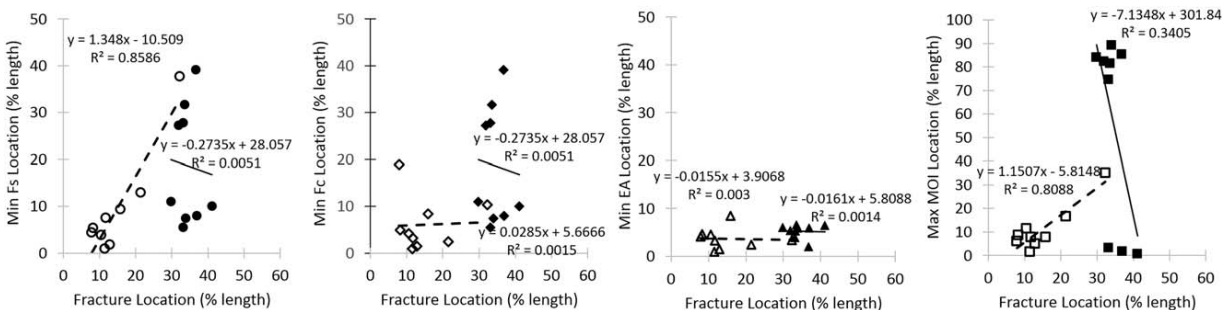 Min Fs Location (% length)
50
40
30
20
10
0
y = 1.348x - 10.509
R² = 0.8586
y = -0.2735x + 28.057
R² = 0.0051
0 10 20 30 40 50 60
Fracture Location (% length)
Min Fc Location (% length)
50
40
30
20
10
0
y = -0.2735x + 28.057
R² = 0.0051
y = 0.0285x + 5.6666
R² = 0.0015
0 10 20 30 40 50 60
Fracture Location (% length)
Min EA Location (% length)
50
40
30
20
10
0
y = -0.0155x + 3.9068
R² = 0.003
y = -0.0161x + 5.8088
R² = 0.0014
0 10 20 30 40 50 60
Fracture Location (% length)
Max MOI Location (% length)
100
90
80
70
60
50
40
30
20
10
0
y = -7.1348x + 301.84
R² = 0.3405
y = 1.1507x - 5.8148
R² = 0.8088
0 10 20 30 40 50 60
Fracture Location (% length)